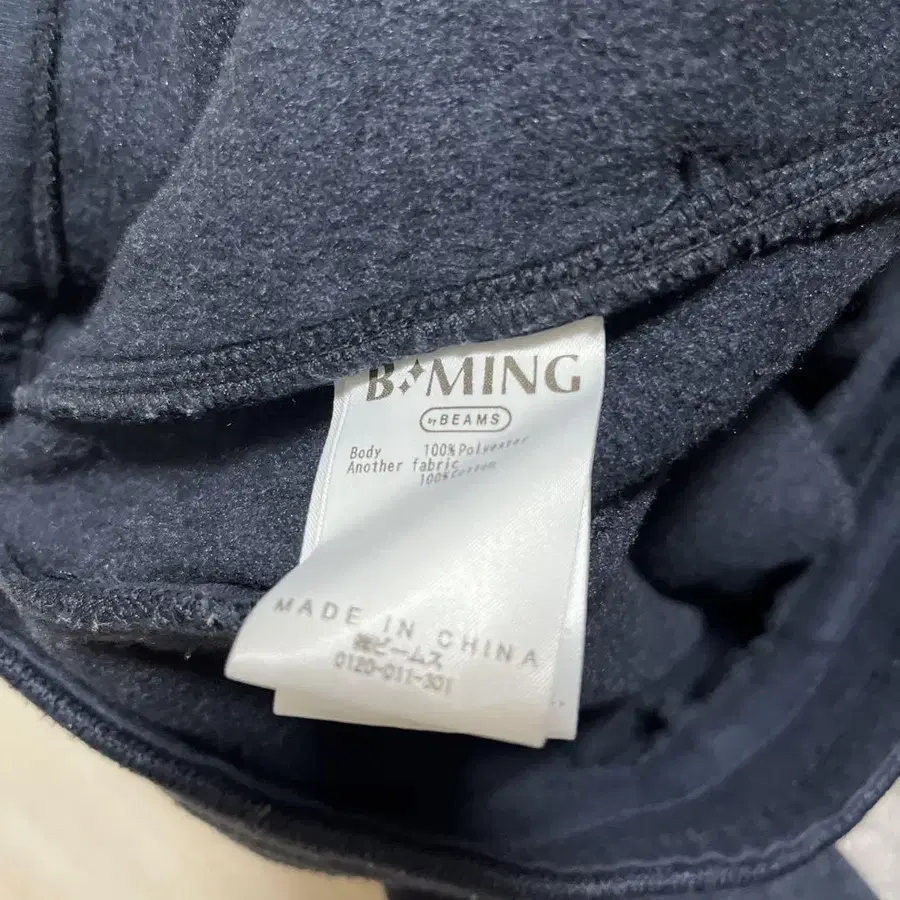 B MING
by BEAMS
Body 100%Polyester
Another fabric
100%Cotton
MADE IN CHINA
㈱ビームス
0120-011-301